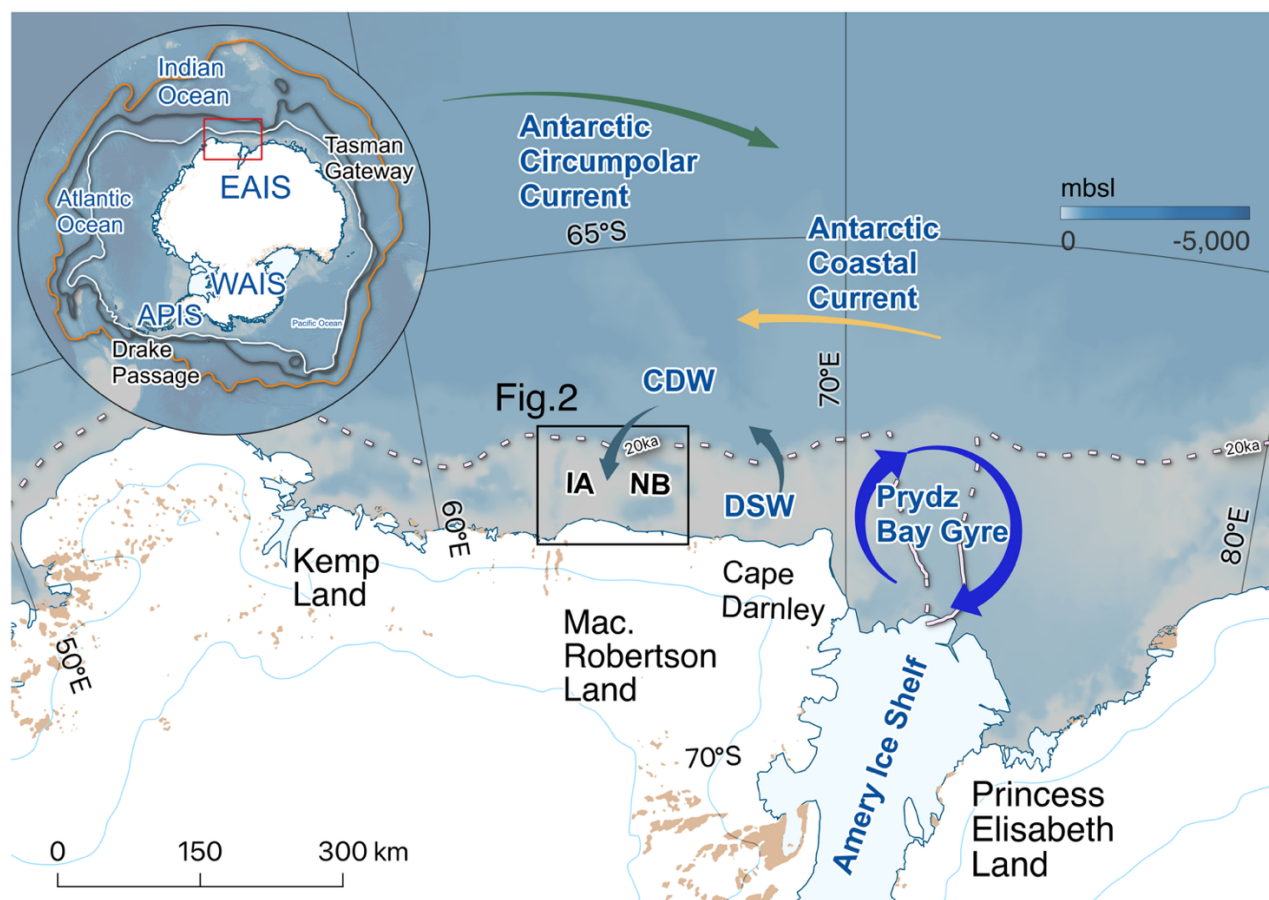 Indian
Ocean
Tasman
Gateway
EAIS
Atlantic
Ocean
WAIS
APIS
Pacific Ocean
Drake
Passage
Antarctic
Circumpolar
Current
65°S
mbsl
0 -5,000
Antarctic
Coastal
Current
70°E
CDW
Fig.2
20ka
20ka
IA NB
DSW
Prydz
Bay Gyre
60°E
80°E
Kemp
Land
Cape
Darnley
50°E
Mac.
Robertson
Land
70°S
Amery Ice Shelf
Princess
Elisabeth
Land
0 150 300 km